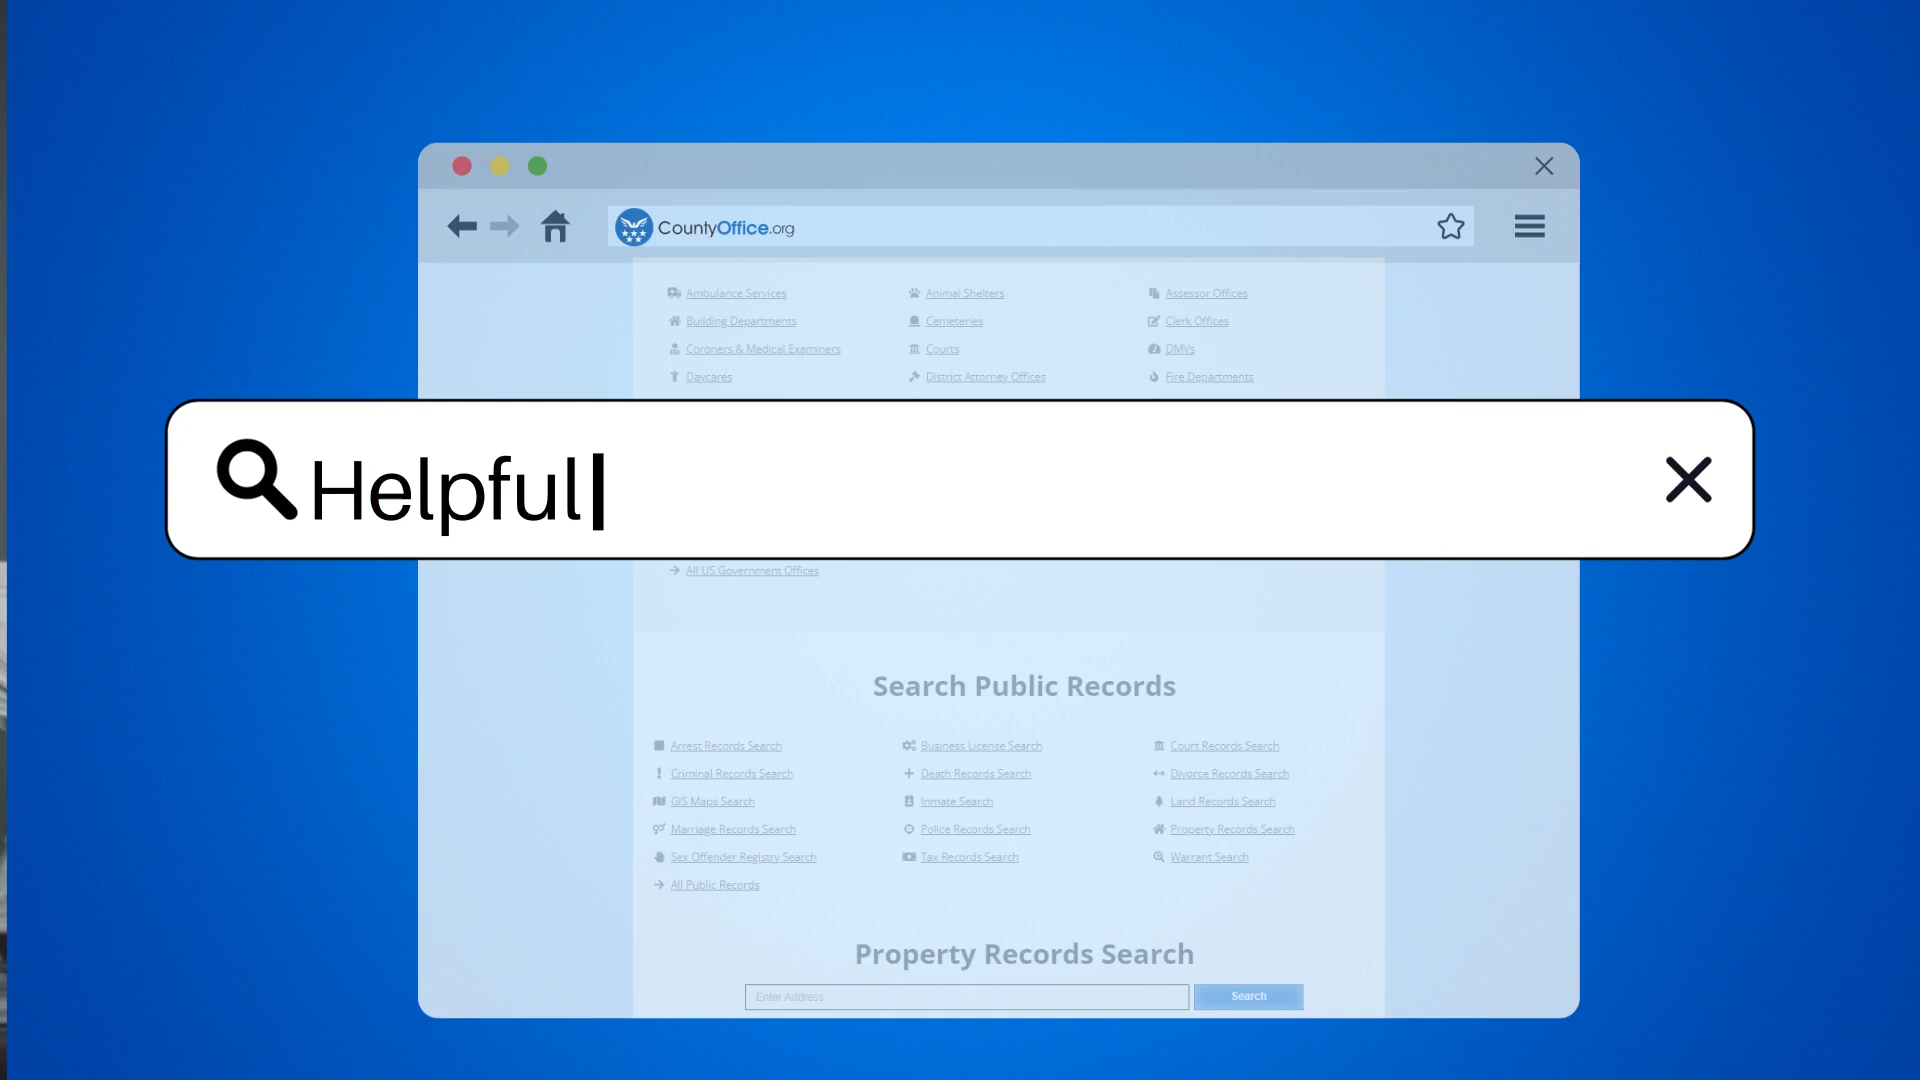 CountyOffice.org
Ambulance Services Animal Shelters Assessor Offices
Building Departments Cemeteries Clerk Offices
Coroners & Medical Examiners Courts DMVs
Daycares District Attorney Offices Fire Departments
Helpful
All US Government Offices
Search Public Records
Arrest Records Search Business License Search Court Records Search
Criminal Records Search Death Records Search Divorce Records Search
GIS Maps Search Inmate Search Land Records Search
Marriage Records Search Police Records Search Property Records Search
Sex Offender Registry Search Tax Records Search Warrant Search
All Public Records
Property Records Search
Enter Address Search